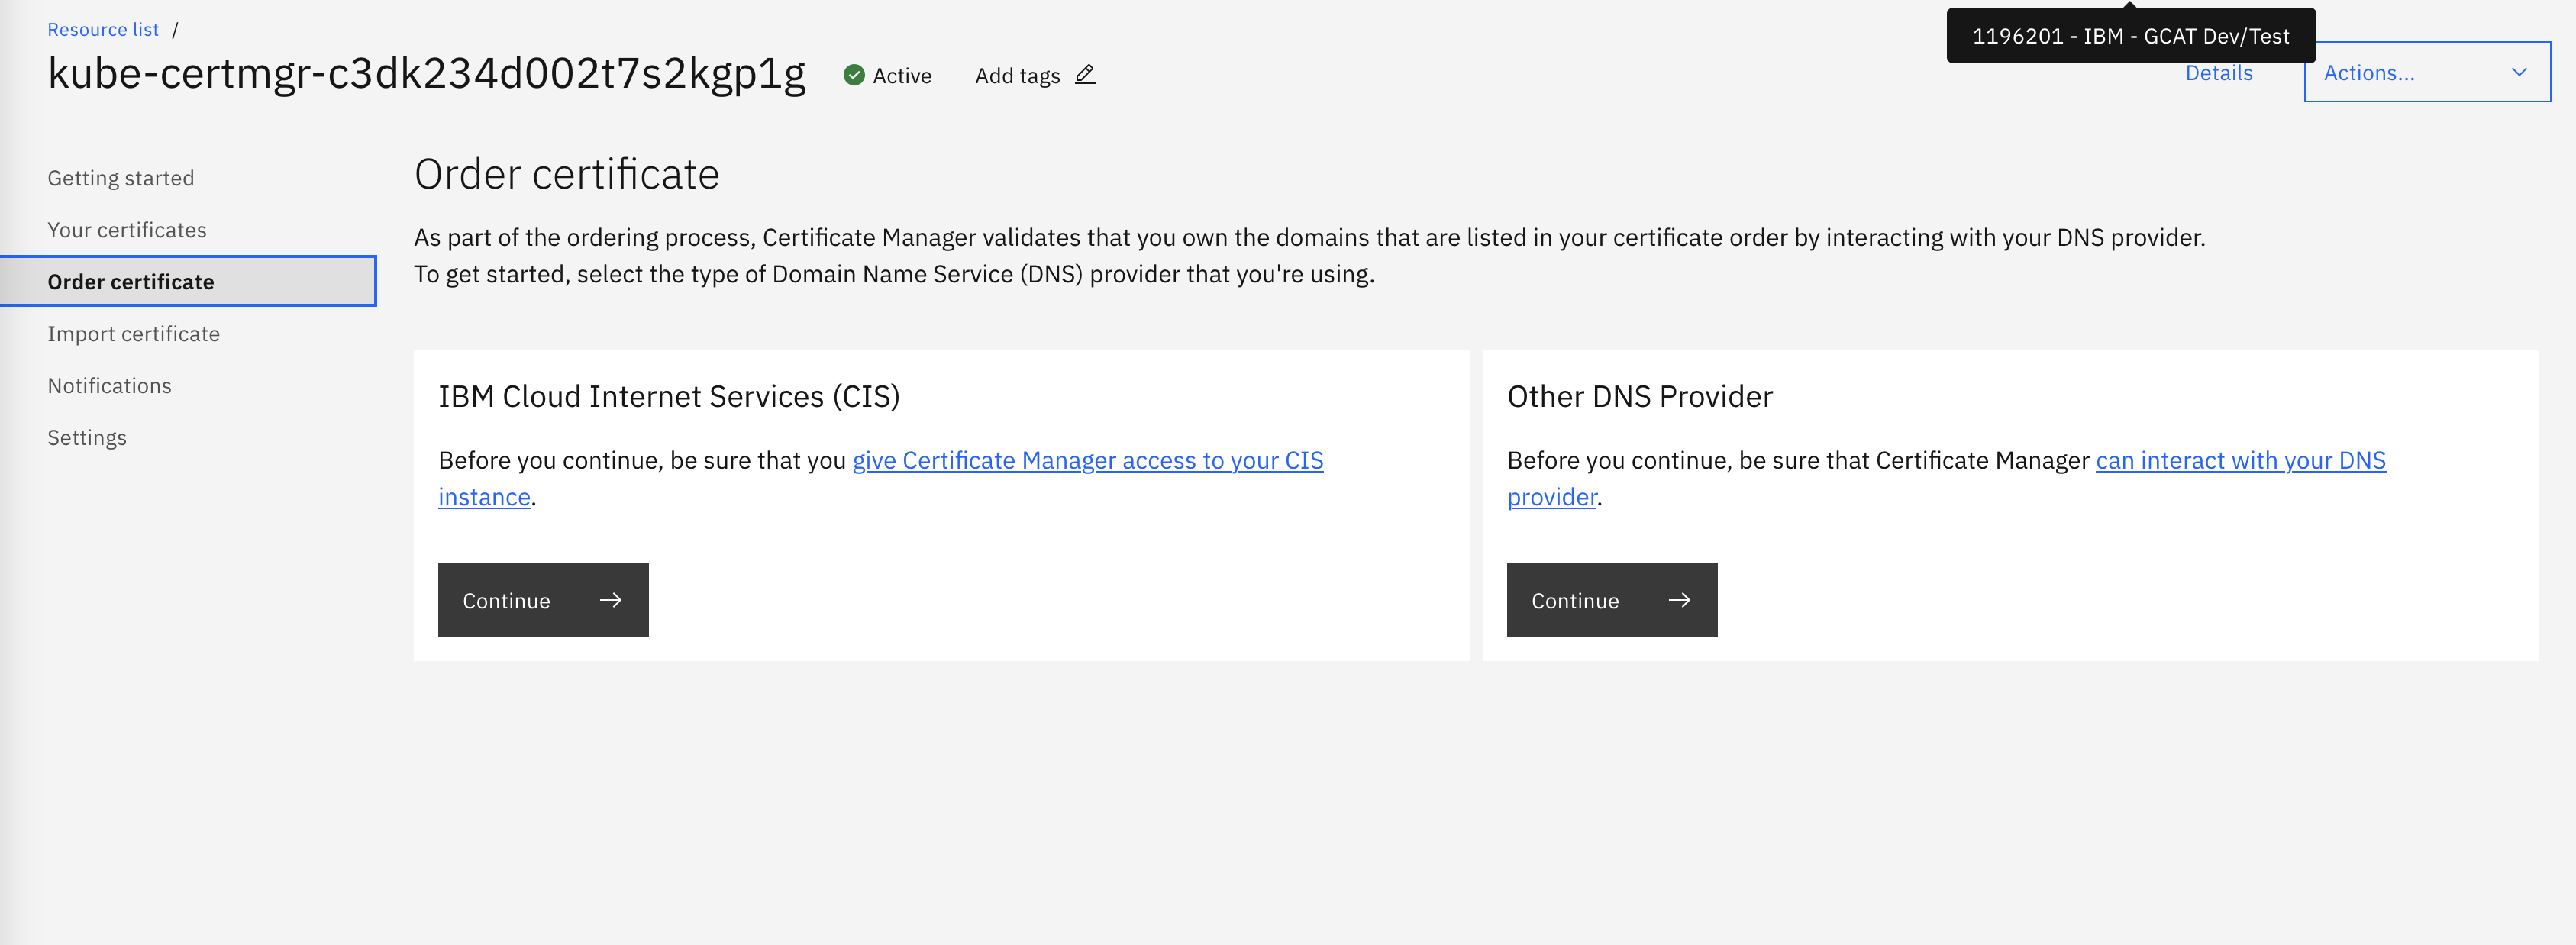 Resource list /
1196201 - IBM - GCAT Dev/Test
kube-certmgr-c3dk234d002t7s2kgp1g
Active
Add tags
Details
Actions...
Getting started
Your certificates
Order certificate
Import certificate
Notifications
Settings
Order certificate
As part of the ordering process, Certificate Manager validates that you own the domains that are listed in your certificate order by interacting with your DNS provider.
To get started, select the type of Domain Name Service (DNS) provider that you're using.
IBM Cloud Internet Services (CIS)
Before you continue, be sure that you give Certificate Manager access to your CIS
instance.
Continue
Other DNS Provider
Before you continue, be sure that Certificate Manager can interact with your DNS
provider.
Continue